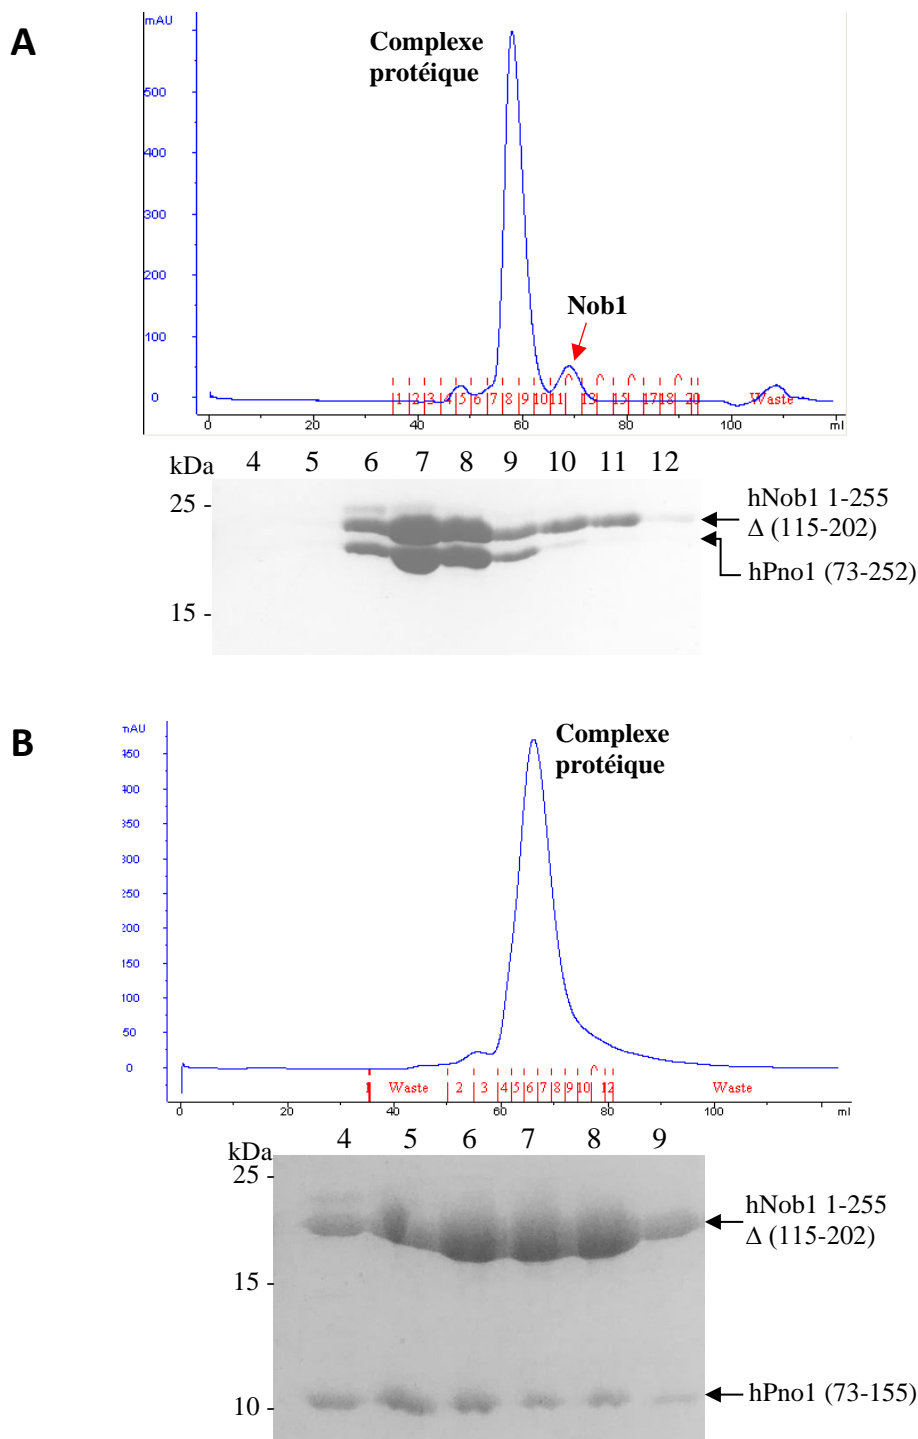 A
mAU
Complexe
protéique
500
400
300
200
100
0
Nob1
1 2 3 4 5 6 7 8 9 10 11 13 15 17 18 20 Waste
0 20 40 60 80 100 ml
kDa 4 5 6 7 8 9 10 11 12
25 -
15 -
hNob1 1-255
Δ (115-202)
hPno1 (73-252)
B
mAU
Complexe
protéique
450
400
350
300
250
200
150
100
50
0
1 Waste 2 3 4 5 6 7 8 9 10 12 Waste
0 20 40 60 80 100 ml
kDa 4 5 6 7 8 9
25 -
15 -
10 -
hNob1 1-255
Δ (115-202)
hPno1 (73-155)